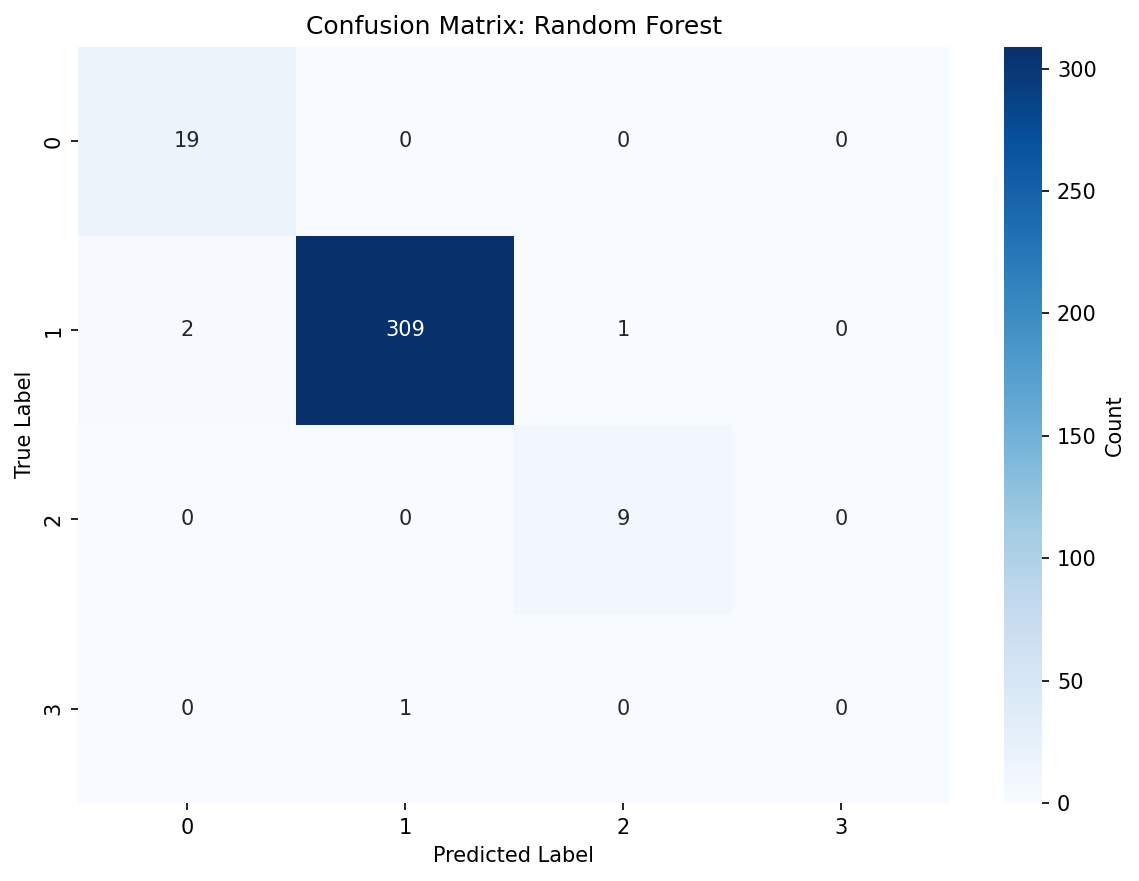 Confusion Matrix: Random Forest
True Label
0 19 0 0 0
1 2 309 1 0
2 0 0 9 0
3 0 1 0 0
0 1 2 3
Predicted Label
300
250
200
150
100
50
0
Count